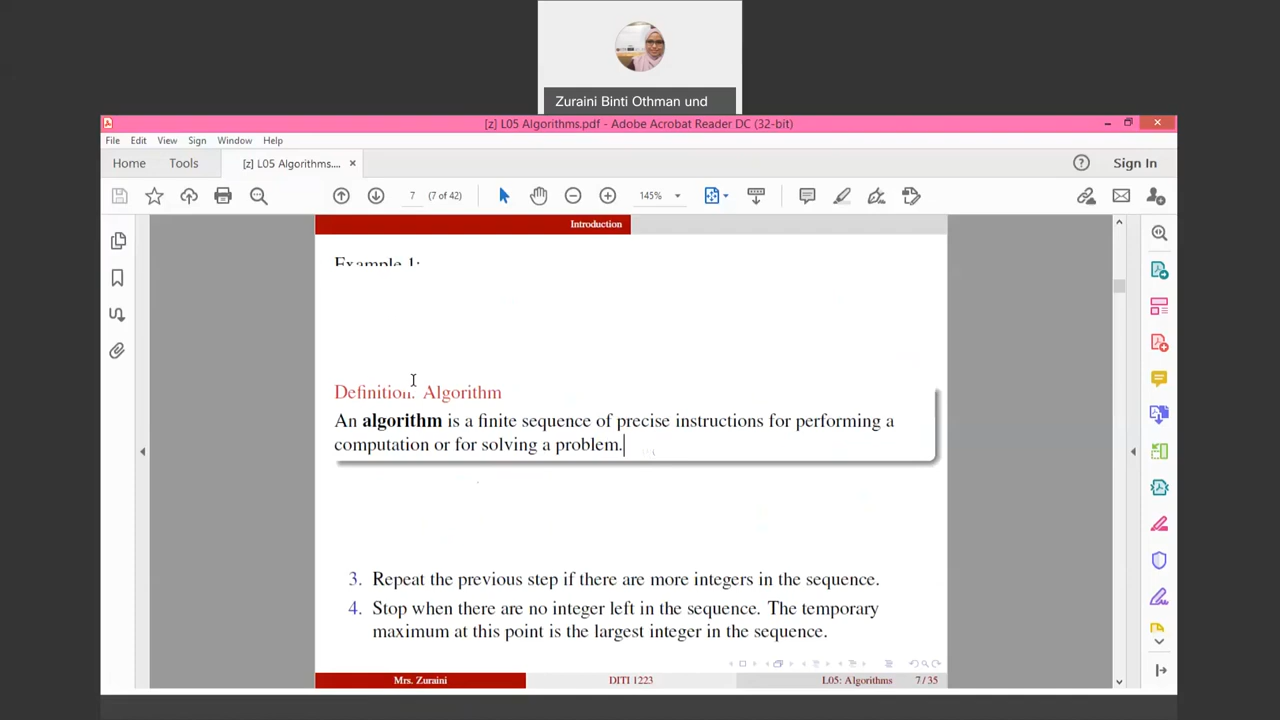 Zuraini Binti Othman und
[z] L05 Algorithms.pdf - Adobe Acrobat Reader DC (32-bit)
File Edit View Sign Window Help
Home Tools [z] L05 Algorithms.... × Sign In
7 (7 of 42) 145%
Introduction
Example 1:
Definition: Algorithm
An algorithm is a finite sequence of precise instructions for performing a
computation or for solving a problem.
3. Repeat the previous step if there are more integers in the sequence.
4. Stop when there are no integer left in the sequence. The temporary
maximum at this point is the largest integer in the sequence.
Mrs. Zuraini DITI 1223 L05: Algorithms 7 / 35